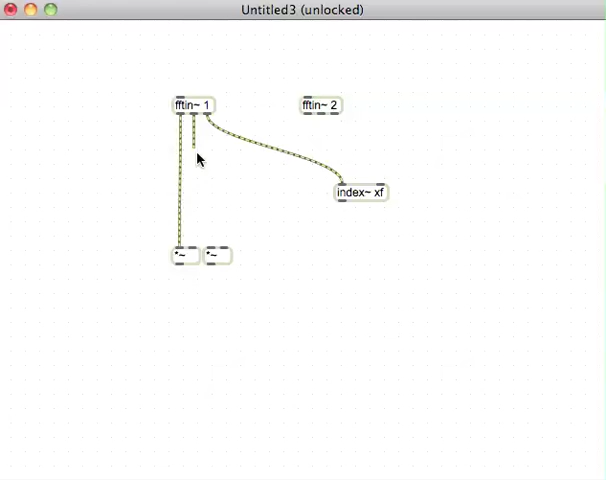 Untitled3 (unlocked)
fftin~ 1
fftin~ 2
index~ xf
*~
*~